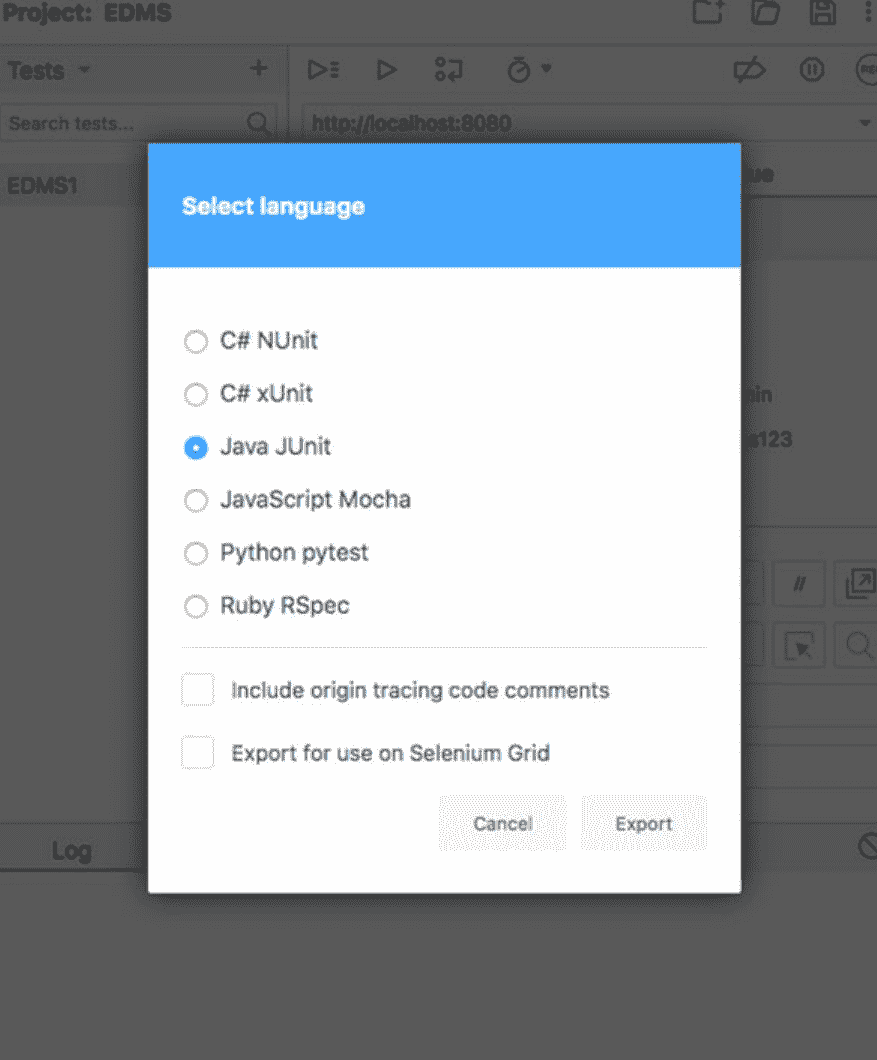 Project: EDMS
Tests
Search tests...
http://localhost:8080
EDMS1
Select language
C# NUnit
C# xUnit
Java JUnit
JavaScript Mocha
Python pytest
Ruby RSpec
//
Include origin tracing code comments
Export for use on Selenium Grid
Cancel
Export
Log